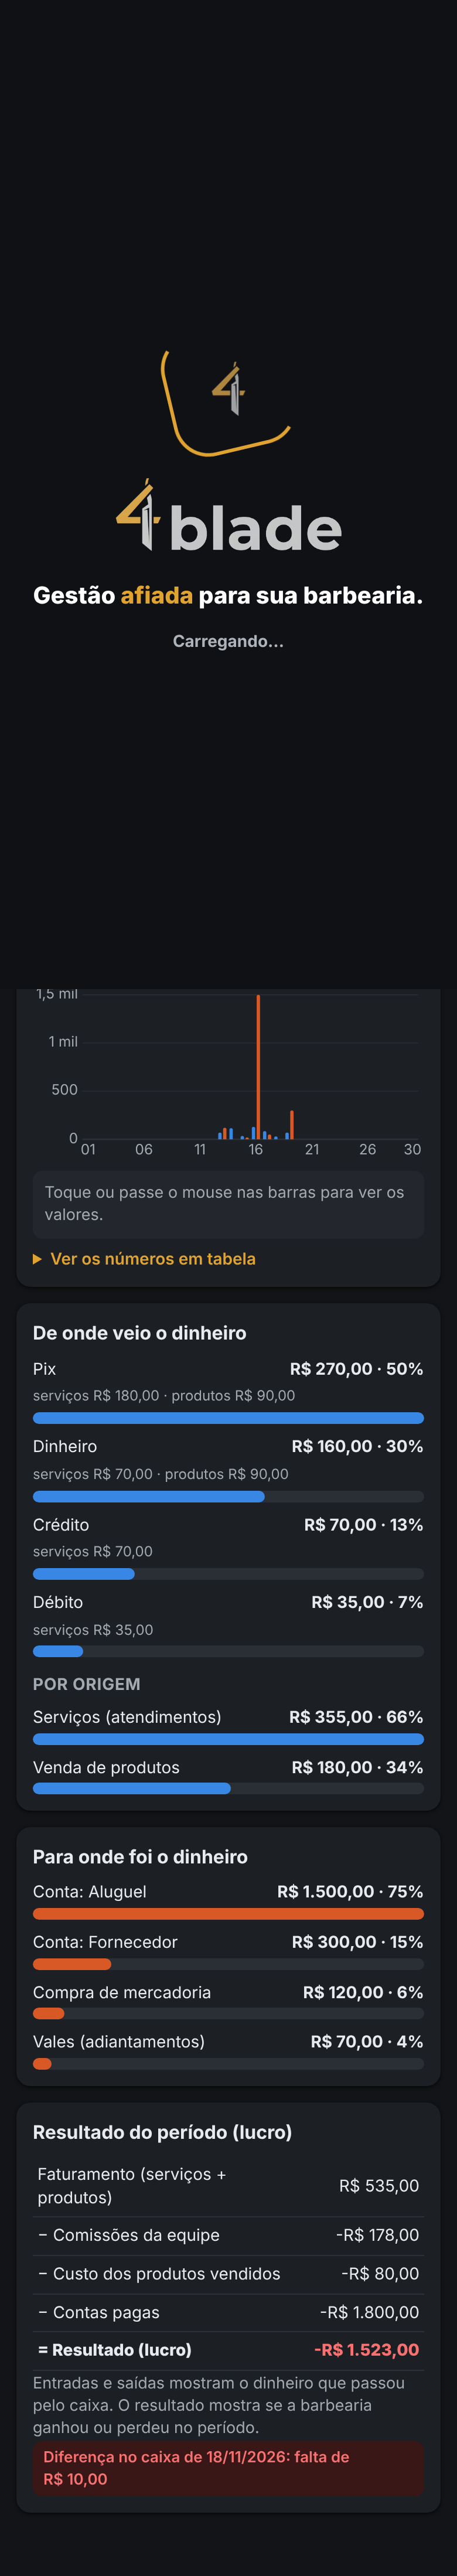 4
4blade
Gestão afiada para sua barbearia.
Carregando...
1,5 mil
1 mil
500
0
01 06 11 16 21 26 30
Toque ou passe o mouse nas barras para ver os
valores.
▶ Ver os números em tabela
De onde veio o dinheiro
Pix R$ 270,00 · 50%
serviços R$ 180,00 · produtos R$ 90,00
Dinheiro R$ 160,00 · 30%
serviços R$ 70,00 · produtos R$ 90,00
Crédito R$ 70,00 · 13%
serviços R$ 70,00
Débito R$ 35,00 · 7%
serviços R$ 35,00
POR ORIGEM
Serviços (atendimentos) R$ 355,00 · 66%
Venda de produtos R$ 180,00 · 34%
Para onde foi o dinheiro
Conta: Aluguel R$ 1.500,00 · 75%
Conta: Fornecedor R$ 300,00 · 15%
Compra de mercadoria R$ 120,00 · 6%
Vales (adiantamentos) R$ 70,00 · 4%
Resultado do período (lucro)
Faturamento (serviços +
produtos) R$ 535,00
− Comissões da equipe -R$ 178,00
− Custo dos produtos vendidos -R$ 80,00
− Contas pagas -R$ 1.800,00
= Resultado (lucro) -R$ 1.523,00
Entradas e saídas mostram o dinheiro que passou
pelo caixa. O resultado mostra se a barbearia
ganhou ou perdeu no período.
Diferença no caixa de 18/11/2026: falta de
R$ 10,00